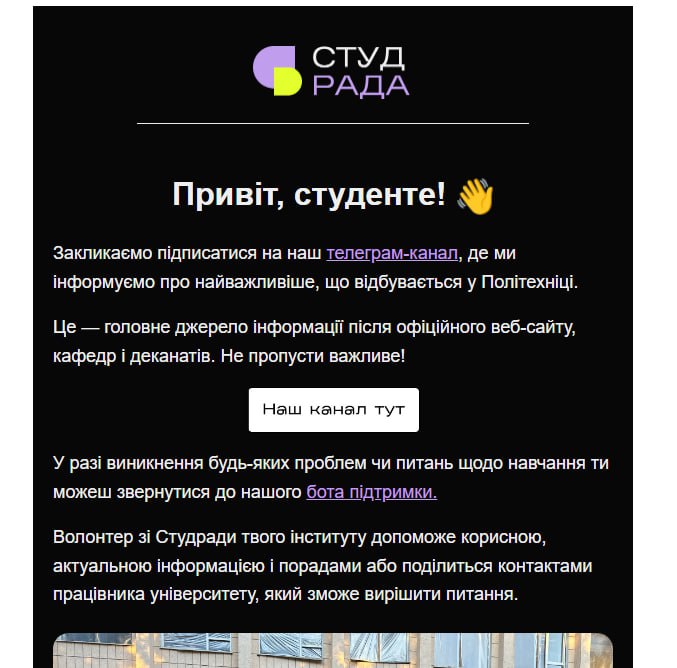 СТУД
РАДА
Привіт, студенте! 👋
Закликаємо підписатися на наш телеграм-канал, де ми
інформуємо про найважливіше, що відбувається у Політехніці.
Це — головне джерело інформації після офіційного веб-сайту,
кафедр і деканатів. Не пропусти важливе!
Наш канал тут
У разі виникнення будь-яких проблем чи питань щодо навчання ти
можеш звернутися до нашого бота підтримки.
Волонтер зі Студради твого інституту допоможе корисною,
актуальною інформацією і порадами або поділиться контактами
працівника університету, який зможе вирішити питання.